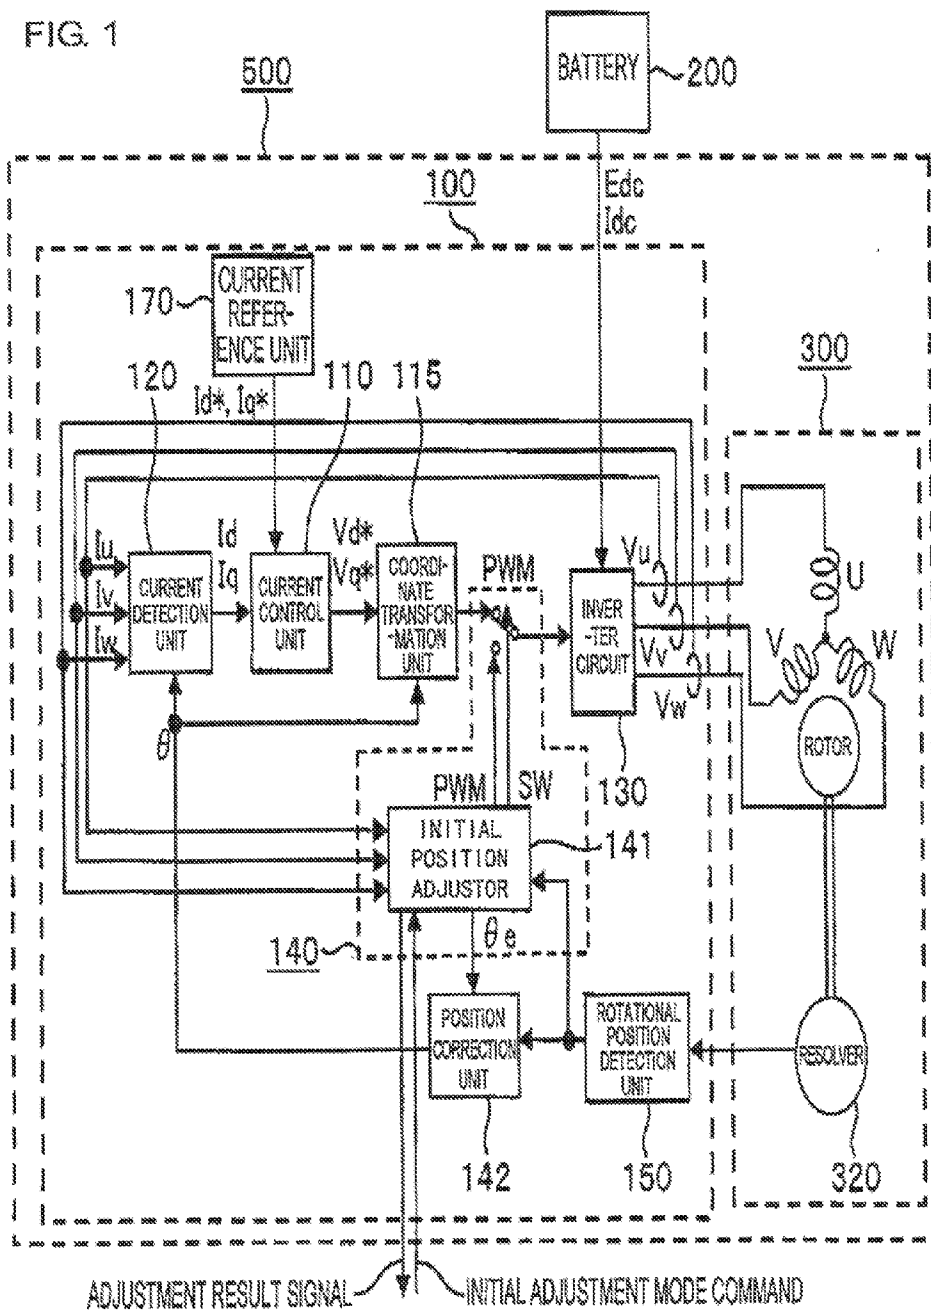 FIG. 1
BATTERY
200
500
Edc
Idc
100
CURRENT
REFER-
ENCE UNIT
170
300
120
110
115
Id*, Iq*
Iu
Iv
Iw
CURRENT
DETECTION
UNIT
Id
Iq
CURRENT
CONTROL
UNIT
Vd*
Vq*
COORDI-
NATE
TRANSFOR
-MATION
UNIT
PWM
INVER
-TER
CIRCUIT
Vu
Vv
Vw
U
V
W
ROTOR
θ
130
PWM
SW
INITIAL
POSITION
ADJUSTOR
141
140
θe
POSITION
CORRECTION
UNIT
ROTATIONAL
POSITION
DETECTION
UNIT
RESOLVER
142
150
320
ADJUSTMENT RESULT SIGNAL
INITIAL ADJUSTMENT MODE COMMAND